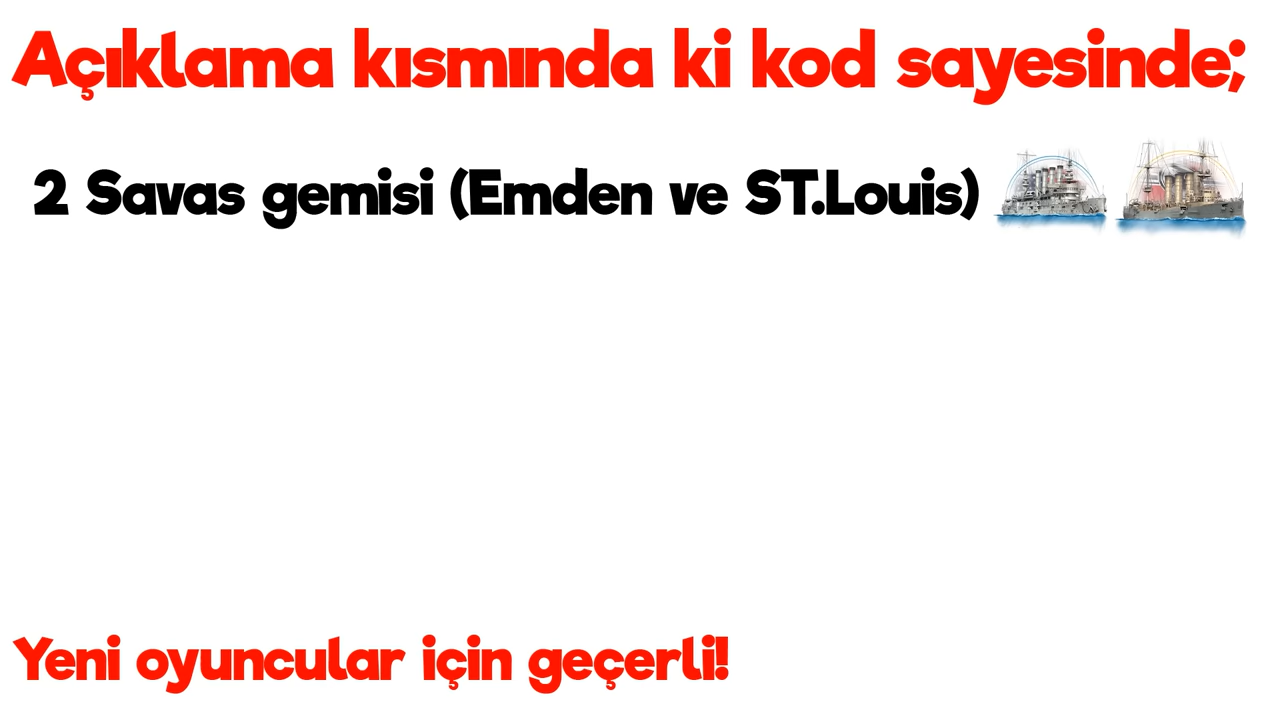 Açıklama kısmında ki kod sayesinde;
2 Savas gemisi (Emden ve ST.Louis)
Yeni oyuncular için geçerli!